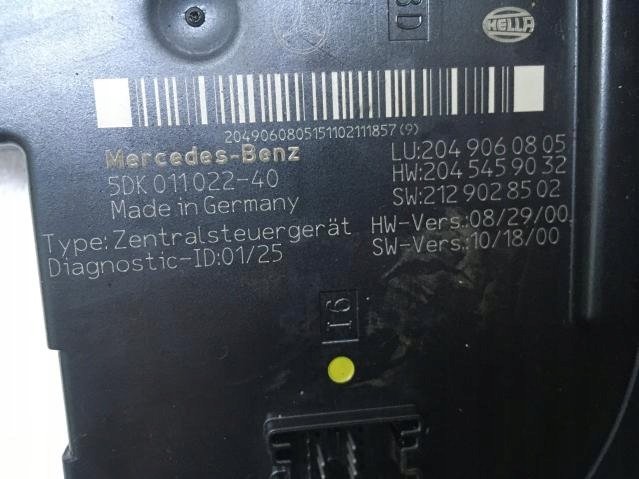 3D
HELLA
2049060805151102111857(9)
Mercedes-Benz
5DK 011 022-40
Made in Germany
Type: Zentralsteuergerät
Diagnostic-ID:01/25
LU:204 906 08 05
HW:204 545 90 32
SW:212 902 85 02
HW-Vers:08/29/00
SW-Vers:10/18/00
I6